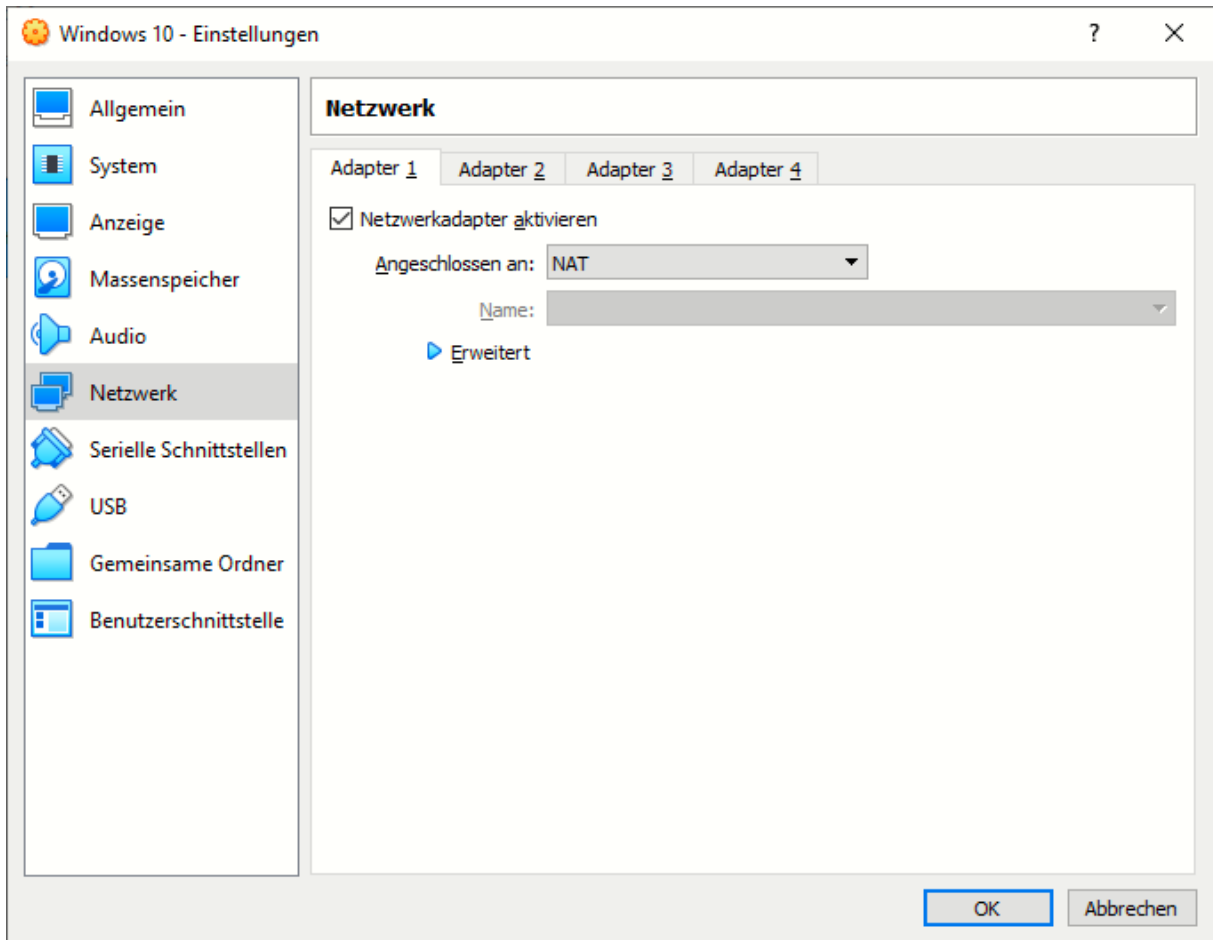 Windows 10 - Einstellungen
?
Allgemein
System
Anzeige
Massenspeicher
Audio
Netzwerk
Serielle Schnittstellen
USB
Gemeinsame Ordner
Benutzerschnittstelle
Netzwerk
Adapter 1 Adapter 2 Adapter 3 Adapter 4
Netzwerkadapter aktivieren
Angeschlossen an: NAT
Name:
Erweitert
OK Abbrechen